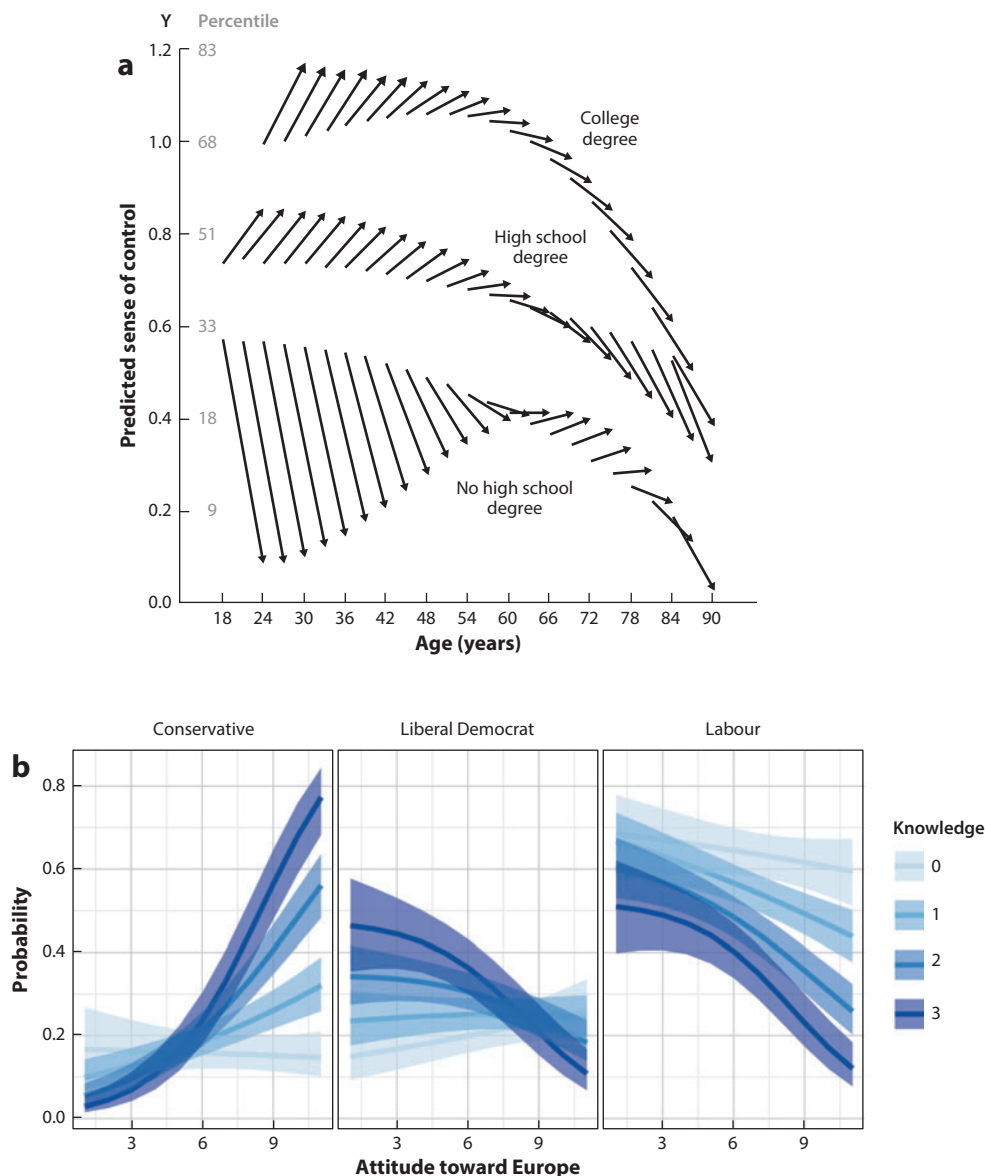 Y Percentile
a
1.2 83
1.0 68
0.8 51
0.6 33
0.4 18
0.2 9
0.0
Predicted sense of control
College
degree
High school
degree
No high school
degree
18 24 30 36 42 48 54 60 66 72 78 84 90
Age (years)
b
Conservative Liberal Democrat Labour
0.8
0.6
0.4
0.2
0.0
Probability
3 6 9 3 6 9 3 6 9
Attitude toward Europe
Knowledge
0
1
2
3